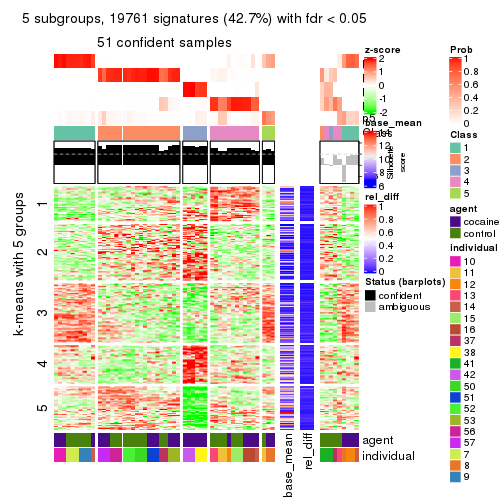 5 subgroups, 19761 signatures (42.7%) with fdr < 0.05
51 confident samples
k-means with 5 groups
1
2
3
4
5
agent
individual
base_mean
rel_diff
Silhouette
score
z-score
2
1
0
-1
-2
base_mean
14
12
10
8
6
rel_diff
1
0.8
0.6
0.4
0.2
0
Status (barplots)
confident
ambiguous
Prob
1
0.8
0.6
0.4
0.2
0
Class
1
2
3
4
5
agent
cocaine
control
individual
10
11
12
13
14
15
16
37
38
41
42
50
51
52
53
56
57
7
8
9